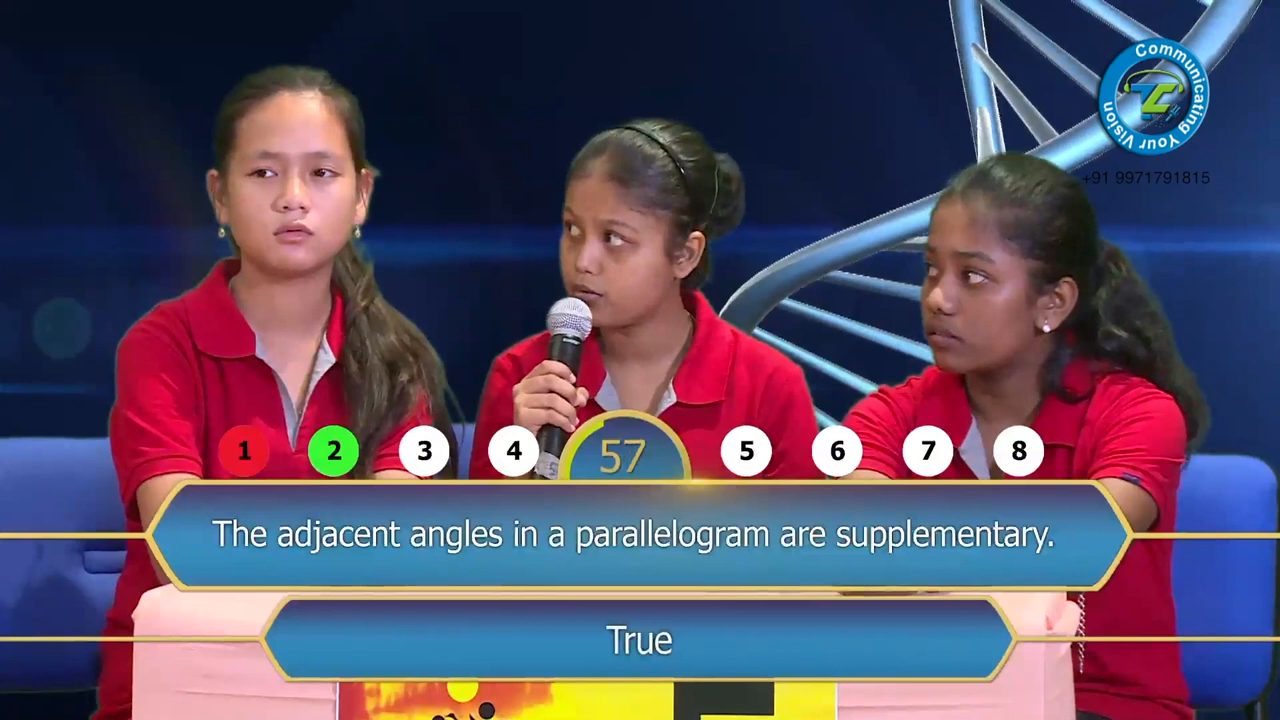 Communicating Your Vision
TC
+91 9971791815
1 2 3 4 57 5 6 7 8
The adjacent angles in a parallelogram are supplementary.
True